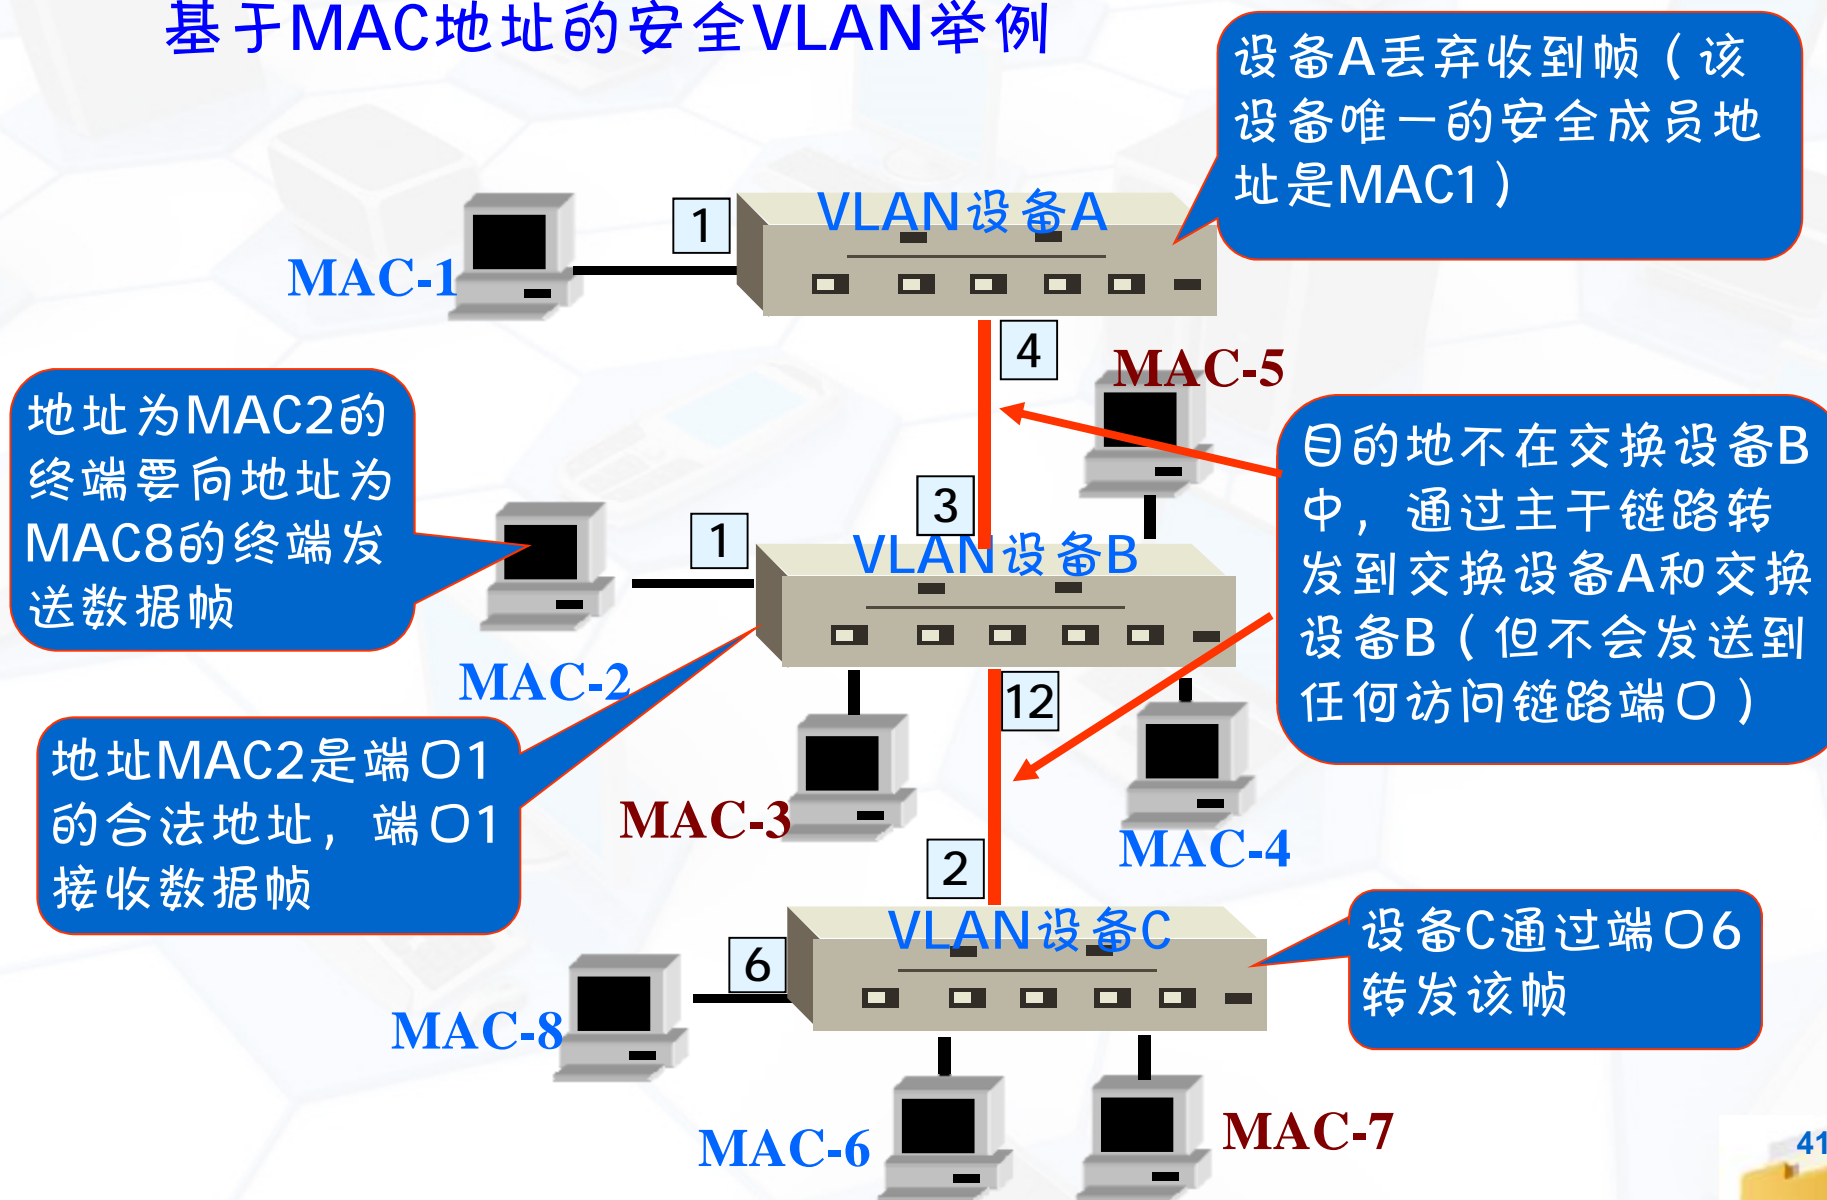 基于MAC地址的安全VLAN举例
设备A丢弃收到帧（该
设备唯一的安全成员地
址是MAC1）
1
VLAN设备A
MAC-1
4
MAC-5
地址为MAC2的
终端要向地址为
MAC8的终端发
送数据帧
目的地不在交换设备B
中，通过主干链路转
发到交换设备A和交换
设备B（但不会发送到
任何访问链路端口）
3
1
VLAN设备B
MAC-2
12
地址MAC2是端口1
的合法地址，端口1
接收数据帧
MAC-3
MAC-4
2
VLAN设备C
设备C通过端口6
转发该帧
6
MAC-8
MAC-6
MAC-7
41